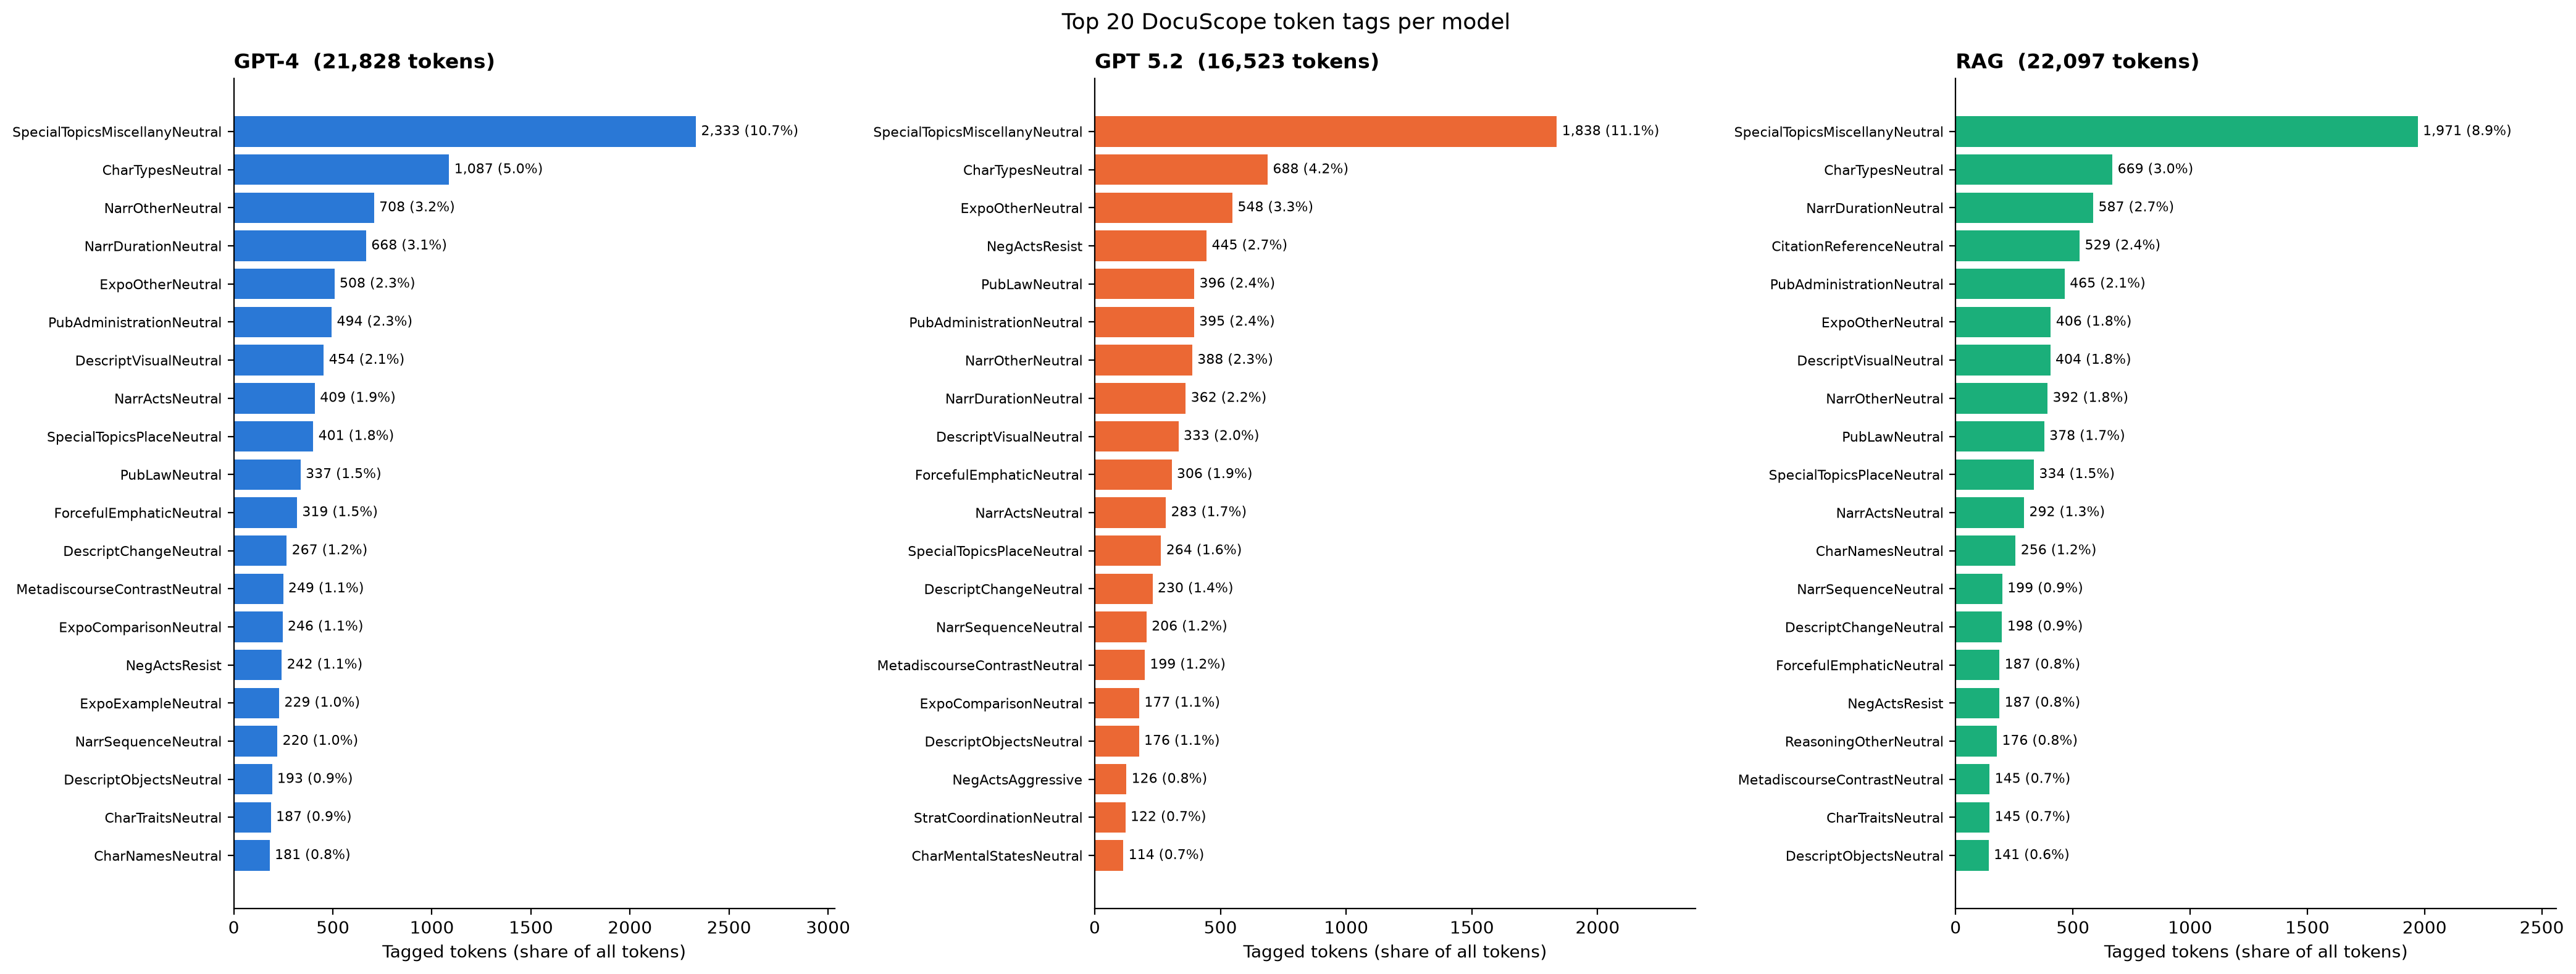 Top 20 DocuScope token tags per model
GPT-4 (21,828 tokens)
SpecialTopicsMiscellanyNeutral 2,333 (10.7%)
CharTypesNeutral 1,087 (5.0%)
NarrOtherNeutral 708 (3.2%)
NarrDurationNeutral 668 (3.1%)
ExpoOtherNeutral 508 (2.3%)
PubAdministrationNeutral 494 (2.3%)
DescriptVisualNeutral 454 (2.1%)
NarrActsNeutral 409 (1.9%)
SpecialTopicsPlaceNeutral 401 (1.8%)
PubLawNeutral 337 (1.5%)
ForcefulEmphaticNeutral 319 (1.5%)
DescriptChangeNeutral 267 (1.2%)
MetadiscourseContrastNeutral 249 (1.1%)
ExpoComparisonNeutral 246 (1.1%)
NegActsResist 242 (1.1%)
ExpoExampleNeutral 229 (1.0%)
NarrSequenceNeutral 220 (1.0%)
DescriptObjectsNeutral 193 (0.9%)
CharTraitsNeutral 187 (0.9%)
CharNamesNeutral 181 (0.8%)
0 500 1000 1500 2000 2500 3000
Tagged tokens (share of all tokens)
GPT 5.2 (16,523 tokens)
SpecialTopicsMiscellanyNeutral 1,838 (11.1%)
CharTypesNeutral 688 (4.2%)
ExpoOtherNeutral 548 (3.3%)
NegActsResist 445 (2.7%)
PubLawNeutral 396 (2.4%)
PubAdministrationNeutral 395 (2.4%)
NarrOtherNeutral 388 (2.3%)
NarrDurationNeutral 362 (2.2%)
DescriptVisualNeutral 333 (2.0%)
ForcefulEmphaticNeutral 306 (1.9%)
NarrActsNeutral 283 (1.7%)
SpecialTopicsPlaceNeutral 264 (1.6%)
DescriptChangeNeutral 230 (1.4%)
NarrSequenceNeutral 206 (1.2%)
MetadiscourseContrastNeutral 199 (1.2%)
ExpoComparisonNeutral 177 (1.1%)
DescriptObjectsNeutral 176 (1.1%)
NegActsAggressive 126 (0.8%)
StratCoordinationNeutral 122 (0.7%)
CharMentalStatesNeutral 114 (0.7%)
0 500 1000 1500 2000
Tagged tokens (share of all tokens)
RAG (22,097 tokens)
SpecialTopicsMiscellanyNeutral 1,971 (8.9%)
CharTypesNeutral 669 (3.0%)
NarrDurationNeutral 587 (2.7%)
CitationReferenceNeutral 529 (2.4%)
PubAdministrationNeutral 465 (2.1%)
ExpoOtherNeutral 406 (1.8%)
DescriptVisualNeutral 404 (1.8%)
NarrOtherNeutral 392 (1.8%)
PubLawNeutral 378 (1.7%)
SpecialTopicsPlaceNeutral 334 (1.5%)
NarrActsNeutral 292 (1.3%)
CharNamesNeutral 256 (1.2%)
NarrSequenceNeutral 199 (0.9%)
DescriptChangeNeutral 198 (0.9%)
ForcefulEmphaticNeutral 187 (0.8%)
NegActsResist 187 (0.8%)
ReasoningOtherNeutral 176 (0.8%)
MetadiscourseContrastNeutral 145 (0.7%)
CharTraitsNeutral 145 (0.7%)
DescriptObjectsNeutral 141 (0.6%)
0 500 1000 1500 2000 2500
Tagged tokens (share of all tokens)